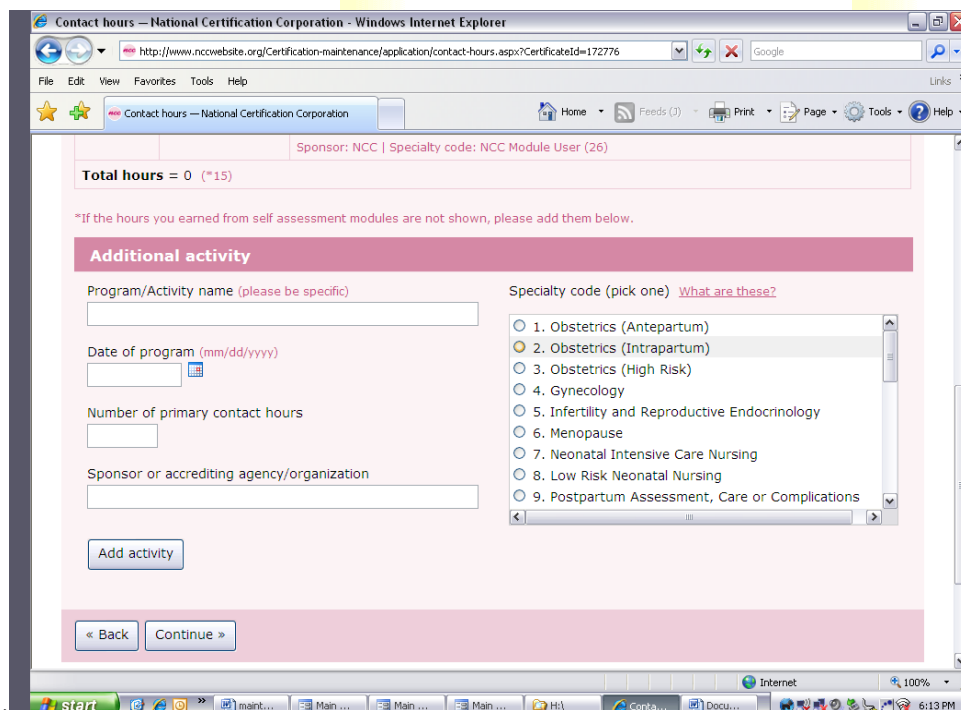 Contact hours — National Certification Corporation - Windows Internet Explorer
http://www.nccwebsite.org/Certification-maintenance/application/contact-hours.aspx?CertificateId=172776
Google
File Edit View Favorites Tools Help
Links
Contact hours — National Certification Corporation
Home Feeds (J) Print Page Tools Help
Sponsor: NCC | Specialty code: NCC Module User (26)
Total hours = 0 (*15)
*If the hours you earned from self assessment modules are not shown, please add them below.
Additional activity
Program/Activity name (please be specific)
Date of program (mm/dd/yyyy)
Number of primary contact hours
Sponsor or accrediting agency/organization
Add activity
Specialty code (pick one) What are these?
1. Obstetrics (Antepartum)
2. Obstetrics (Intrapartum)
3. Obstetrics (High Risk)
4. Gynecology
5. Infertility and Reproductive Endocrinology
6. Menopause
7. Neonatal Intensive Care Nursing
8. Low Risk Neonatal Nursing
9. Postpartum Assessment, Care or Complications
« Back Continue »
Internet 100%
start maint... Main ... Main ... Main ... H:\ Conta... Docu... 6:13 PM